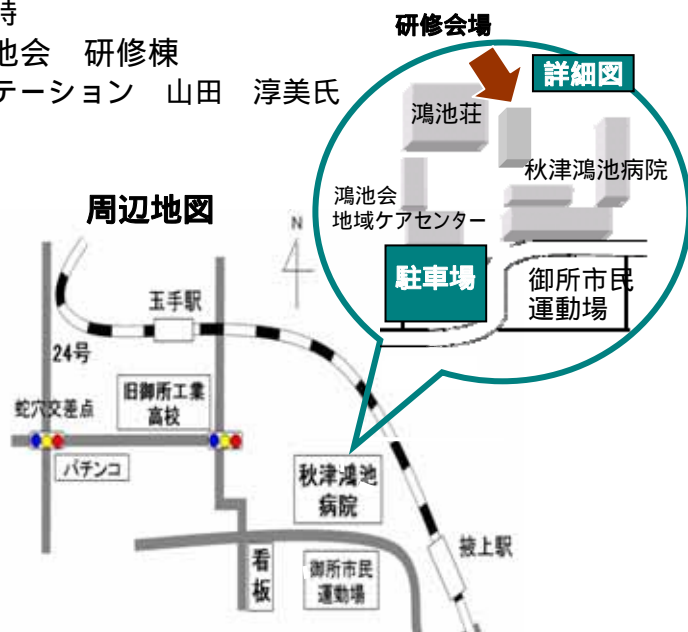 時
池会　研修棟
テーション　山田　淳美氏
研修会場
詳細図
鴻池荘
秋津鴻池病院
鴻池会
地域ケアセンター
駐車場
御所市民
運動場
周辺地図
N
玉手駅
24号
旧御所工業
高校
蛇穴交差点
パチンコ
秋津鴻池
病院
掖上駅
看
板
御所市民
運動場